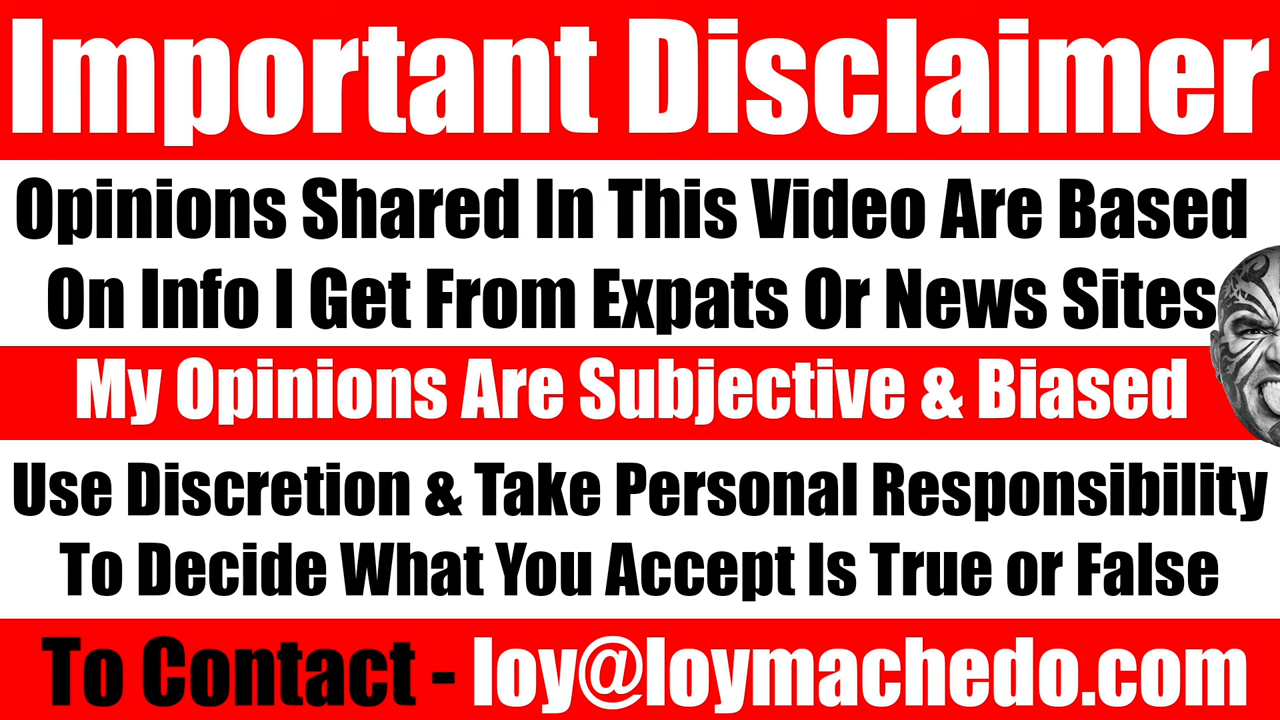 Important Disclaimer
Opinions Shared In This Video Are Based
On Info I Get From Expats Or News Sites
My Opinions Are Subjective & Biased
Use Discretion & Take Personal Responsibility
To Decide What You Accept Is True or False
To Contact - loy@loymachedo.com